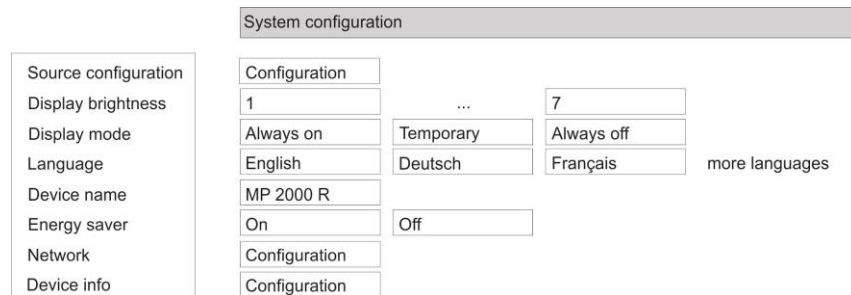 System configuration
Source configuration Configuration
Display brightness 1 ... 7
Display mode Always on Temporary Always off
Language English Deutsch Français more languages
Device name MP 2000 R
Energy saver On Off
Network Configuration
Device info Configuration